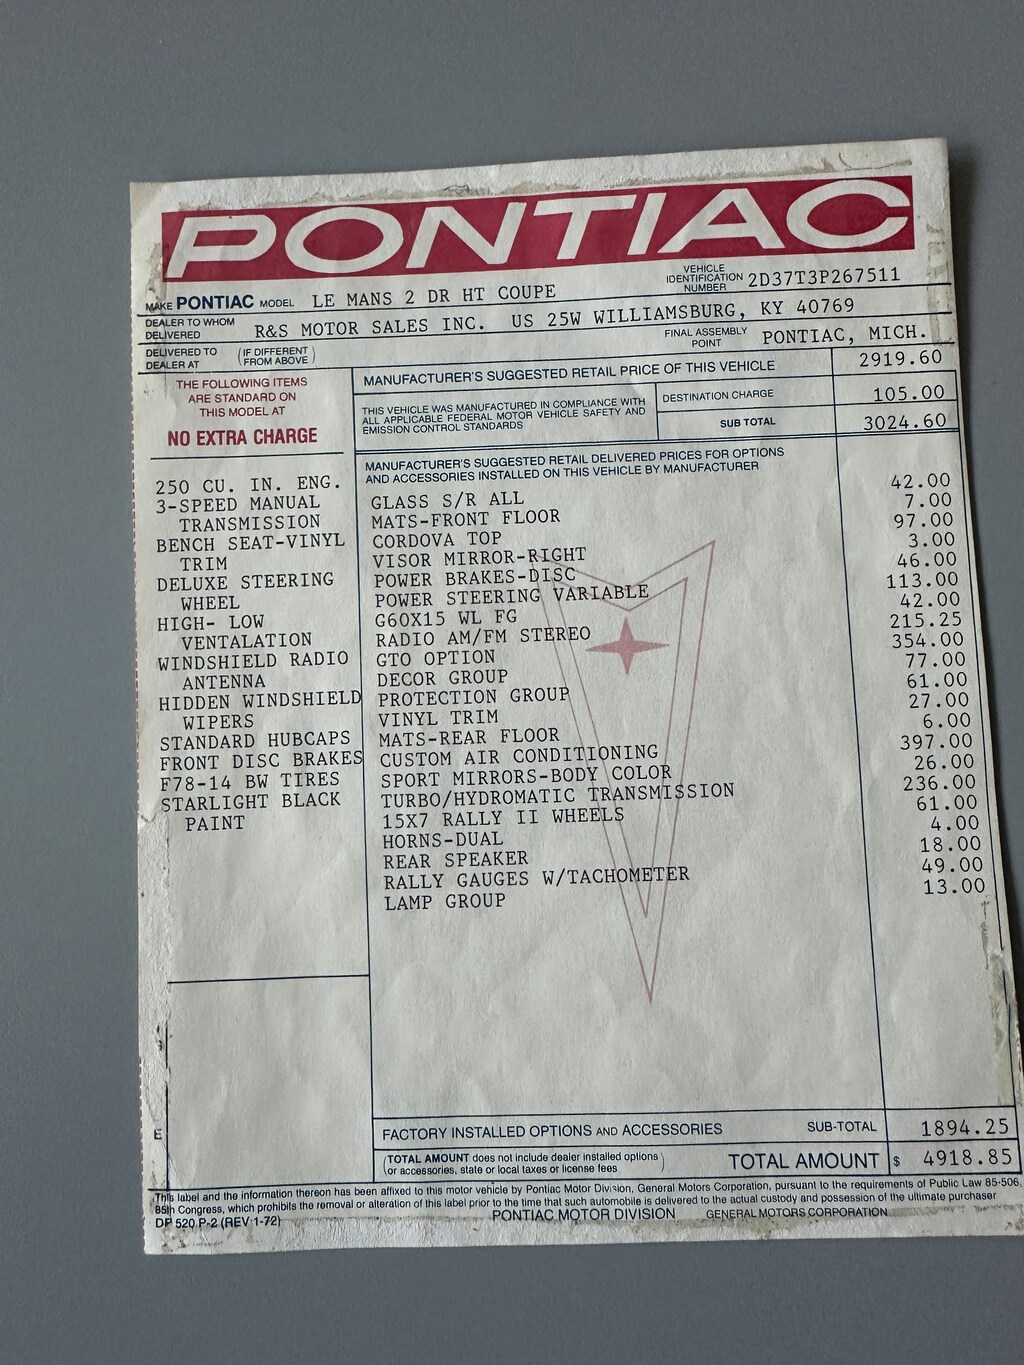 PONTIAC
MAKE PONTIAC MODEL LE MANS 2 DR HT COUPE VEHICLE IDENTIFICATION NUMBER 2D37T3P267511
DEALER TO WHOM DELIVERED R&S MOTOR SALES INC. US 25W WILLIAMSBURG, KY 40769
DELIVERED TO DEALER AT (IF DIFFERENT FROM ABOVE) FINAL ASSEMBLY POINT PONTIAC, MICH.
THE FOLLOWING ITEMS
ARE STANDARD ON
THIS MODEL AT
NO EXTRA CHARGE
250 CU. IN. ENG.
3-SPEED MANUAL
TRANSMISSION
BENCH SEAT-VINYL
TRIM
DELUXE STEERING
WHEEL
HIGH- LOW
VENTALATION
WINDSHIELD RADIO
ANTENNA
HIDDEN WINDSHIELD
WIPERS
STANDARD HUBCAPS
FRONT DISC BRAKES
F78-14 BW TIRES
STARLIGHT BLACK
PAINT
E
MANUFACTURER'S SUGGESTED RETAIL PRICE OF THIS VEHICLE 2919.60
THIS VEHICLE WAS MANUFACTURED IN COMPLIANCE WITH
ALL APPLICABLE FEDERAL MOTOR VEHICLE SAFETY AND
EMISSION CONTROL STANDARDS
DESTINATION CHARGE 105.00
SUB TOTAL 3024.60
MANUFACTURER'S SUGGESTED RETAIL DELIVERED PRICES FOR OPTIONS
AND ACCESSORIES INSTALLED ON THIS VEHICLE BY MANUFACTURER
GLASS S/R ALL 42.00
MATS-FRONT FLOOR 7.00
CORDOVA TOP 97.00
VISOR MIRROR-RIGHT 3.00
POWER BRAKES-DISC 46.00
POWER STEERING VARIABLE 113.00
G60X15 WL FG 42.00
RADIO AM/FM STEREO 215.25
GTO OPTION 354.00
DECOR GROUP 77.00
PROTECTION GROUP 61.00
VINYL TRIM 27.00
MATS-REAR FLOOR 6.00
CUSTOM AIR CONDITIONING 397.00
SPORT MIRRORS-BODY COLOR 26.00
TURBO/HYDROMATIC TRANSMISSION 236.00
15X7 RALLY II WHEELS 61.00
HORNS-DUAL 4.00
REAR SPEAKER 18.00
RALLY GAUGES W/TACHOMETER 49.00
LAMP GROUP 13.00
FACTORY INSTALLED OPTIONS AND ACCESSORIES SUB-TOTAL 1894.25
(TOTAL AMOUNT does not include dealer installed options
or accessories, state or local taxes or license fees)
TOTAL AMOUNT $ 4918.85
This label and the information thereon has been affixed to this motor vehicle by Pontiac Motor Division, General Motors Corporation, pursuant to the requirements of Public Law 85-506,
85th Congress, which prohibits the removal or alteration of this label prior to the time that such automobile is delivered to the actual custody and possession of the ultimate purchaser
DP 520 P-2 (REV 1-72) PONTIAC MOTOR DIVISION GENERAL MOTORS CORPORATION